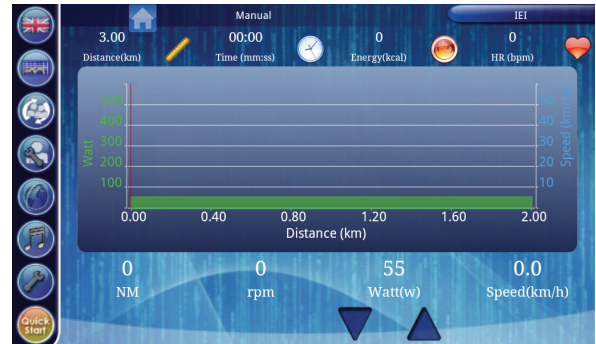 Manual
IEI
3.00
00:00
0
0
Distance(km)
Time (mm:ss)
Energy(kcal)
HR (bpm)
500
50
400
40
300
30
200
20
100
10
Watt
Speed (km/h)
0.00
0.40
0.80
1.20
1.60
2.00
Distance (km)
0
0
55
0.0
NM
rpm
Watt(w)
Speed(km/h)
Quick
Start